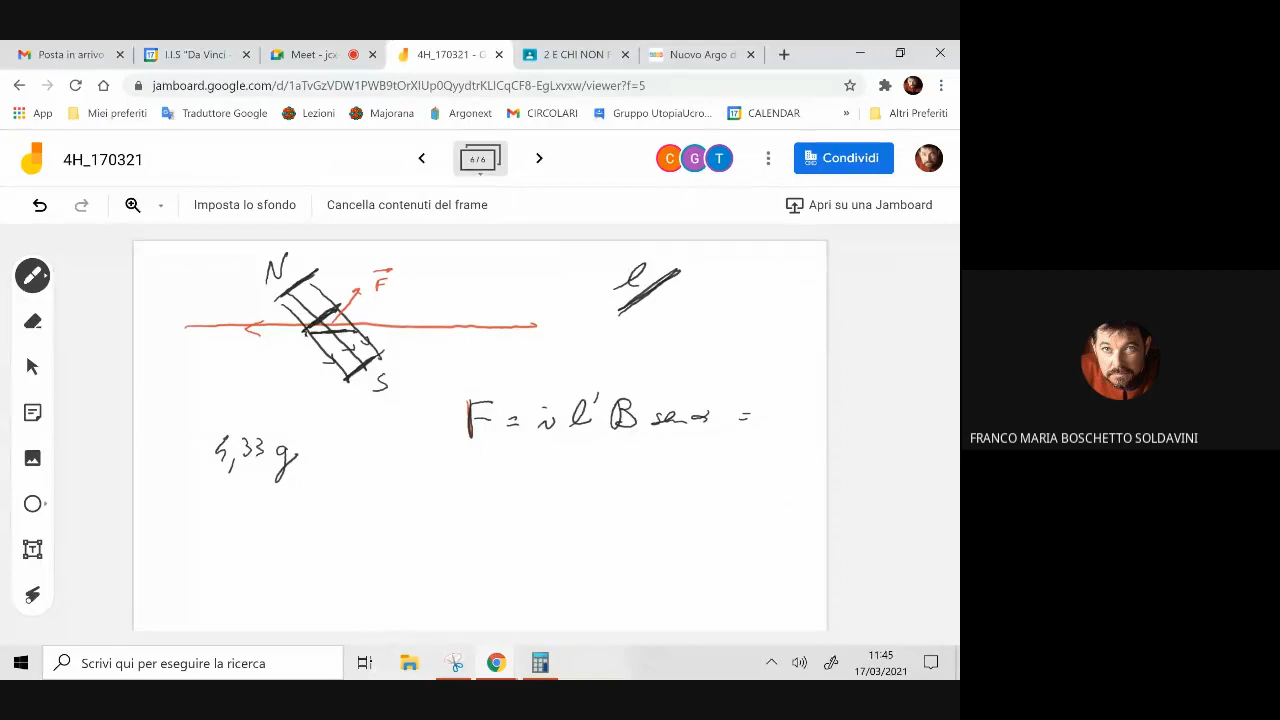 Posta in arrivo
I.I.S "Da Vinci -
Meet - jcx
4H_170321 - G
2 E CHI NON F
Nuovo Argo d
jamboard.google.com/d/1aTvGzVDW1PWB9tOrXlUp0QyydtrKLICqCF8-EgLxvxw/viewer?f=5
App
Miei preferiti
Traduttore Google
Lezioni
Majorana
Argonext
CIRCOLARI
Gruppo UtopiaUcro...
CALENDAR
»
Altri Preferiti
4H_170321
6/6
C G T
Condividi
Imposta lo sfondo
Cancella contenuti del frame
Apri su una Jamboard
N
F
l
S
F = i l' B sen α =
4,33 g
FRANCO MARIA BOSCHETTO SOLDAVINI
Scrivi qui per eseguire la ricerca
11:45
17/03/2021